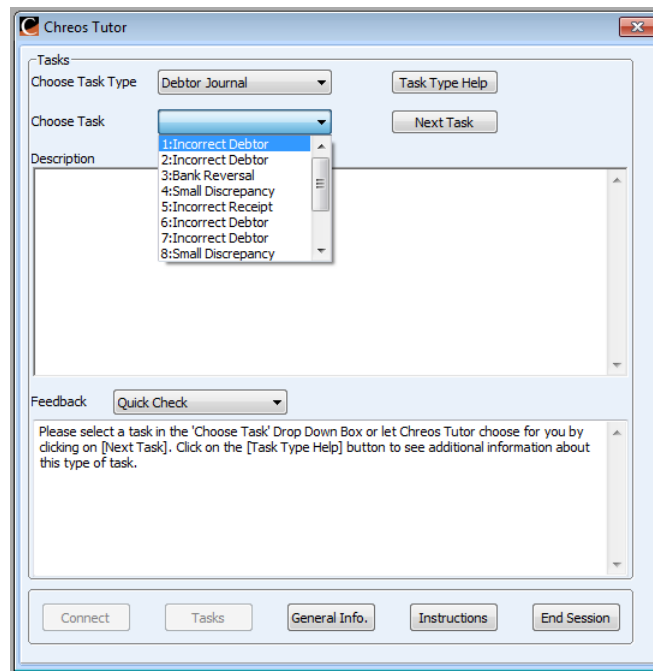 Chreos Tutor
Tasks
Choose Task Type Debtor Journal Task Type Help
Choose Task Next Task
1:Incorrect Debtor
2:Incorrect Debtor
3:Bank Reversal
4:Small Discrepancy
5:Incorrect Receipt
6:Incorrect Debtor
7:Incorrect Debtor
8:Small Discrepancy
Description
Feedback Quick Check
Please select a task in the 'Choose Task' Drop Down Box or let Chreos Tutor choose for you by
clicking on [Next Task]. Click on the [Task Type Help] button to see additional information about
this type of task.
Connect Tasks General Info. Instructions End Session